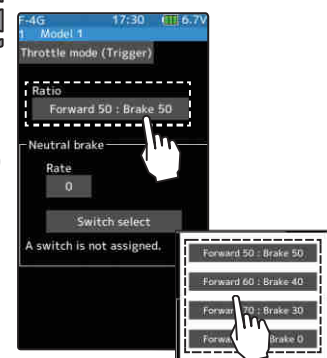 F-4G 17:30 6.7V
1 Model 1
Throttle mode (Trigger)
Ratio
Forward 50 : Brake 50
Neutral brake
Rate
0
Switch select
A switch is not assigned.
Forward 50 : Brake 50
Forward 60 : Brake 40
Forward 70 : Brake 30
Brake 0